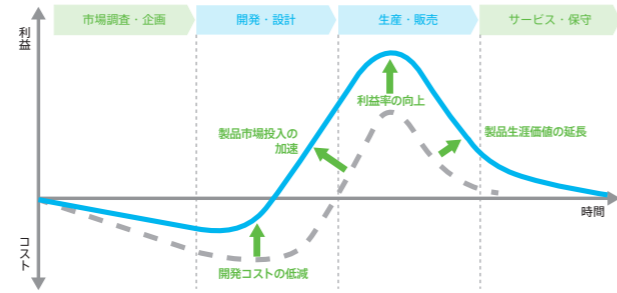 市場調査・企画
開発・設計
生産・販売
サービス・保守
利益
利益率の向上
製品市場投入の
加速
製品生涯価値の延長
時間
コスト
開発コストの低減